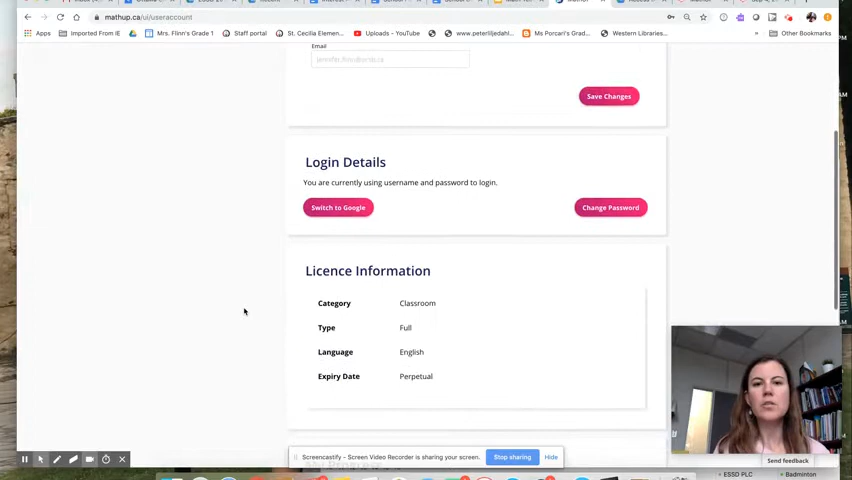 mathup.ca/ui/useraccount
Apps
Imported From IE
Mrs. Flinn's Grade 1
Staff portal
St. Cecilia Elemen...
Uploads - YouTube
www.peterliljedahl...
Ms Porcari's Grad...
Western Libraries...
»
Other Bookmarks
Email
Save Changes
Login Details
You are currently using username and password to login.
Switch to Google
Change Password
Licence Information
Category Classroom
Type Full
Language English
Expiry Date Perpetual
Screencastify - Screen Video Recorder is sharing your screen.
Stop sharing
Hide
Send feedback
ESSD PLC
Badminton